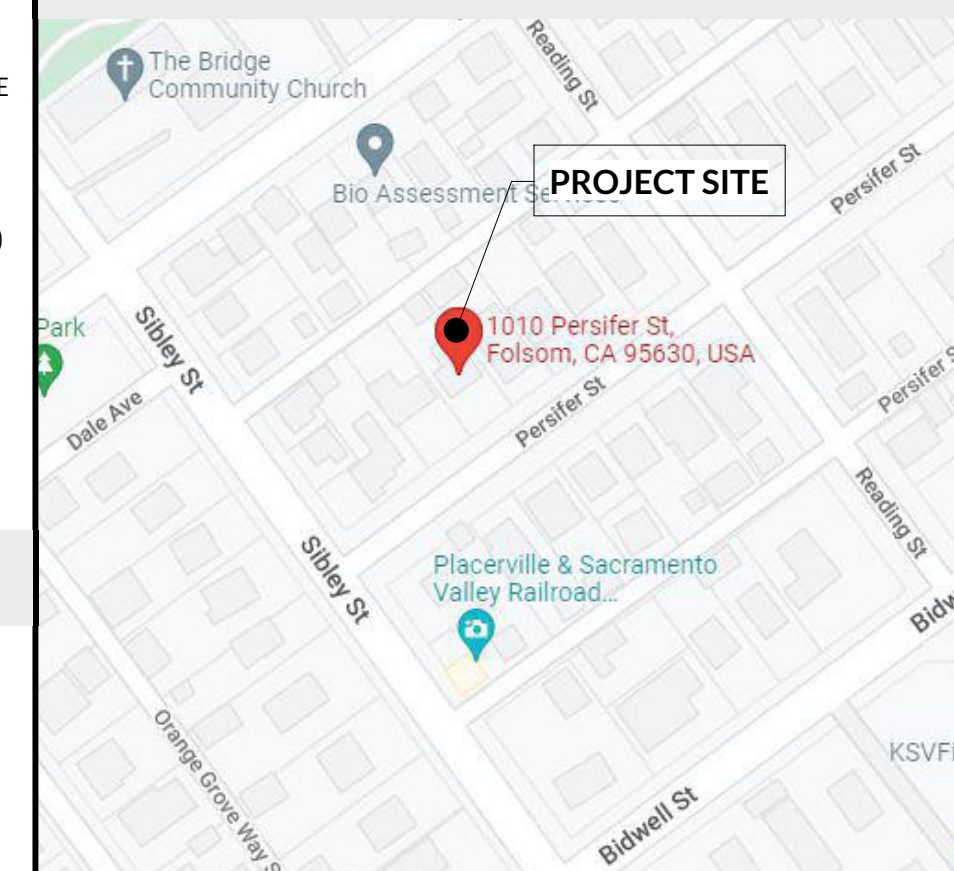 Reading St
The Bridge
Community Church
E
Persifer St
Bio Assessment
PROJECT SITE
)
Park
Sibley St
1010 Persifer St,
Folsom, CA 95630, USA
Dale Ave
Persifer St
Persifer S
Reading St
Sibley St
Placerville & Sacramento
Valley Railroad...
Bidw
Orange Grove Way S
KSVFi
Bidwell St